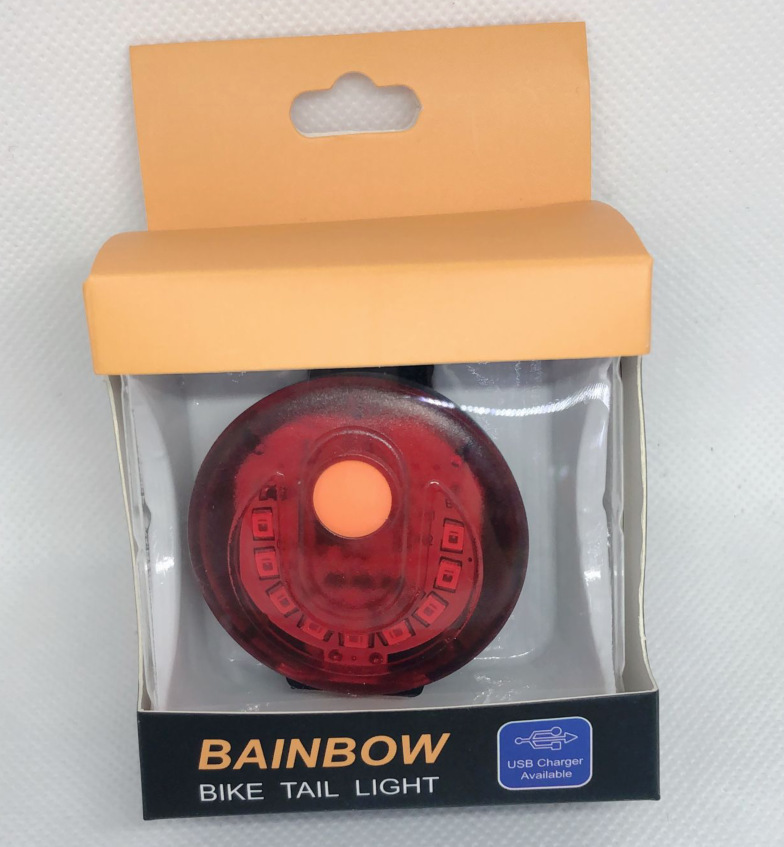 BAINBOW
BIKE TAIL LIGHT
USB Charger
Available